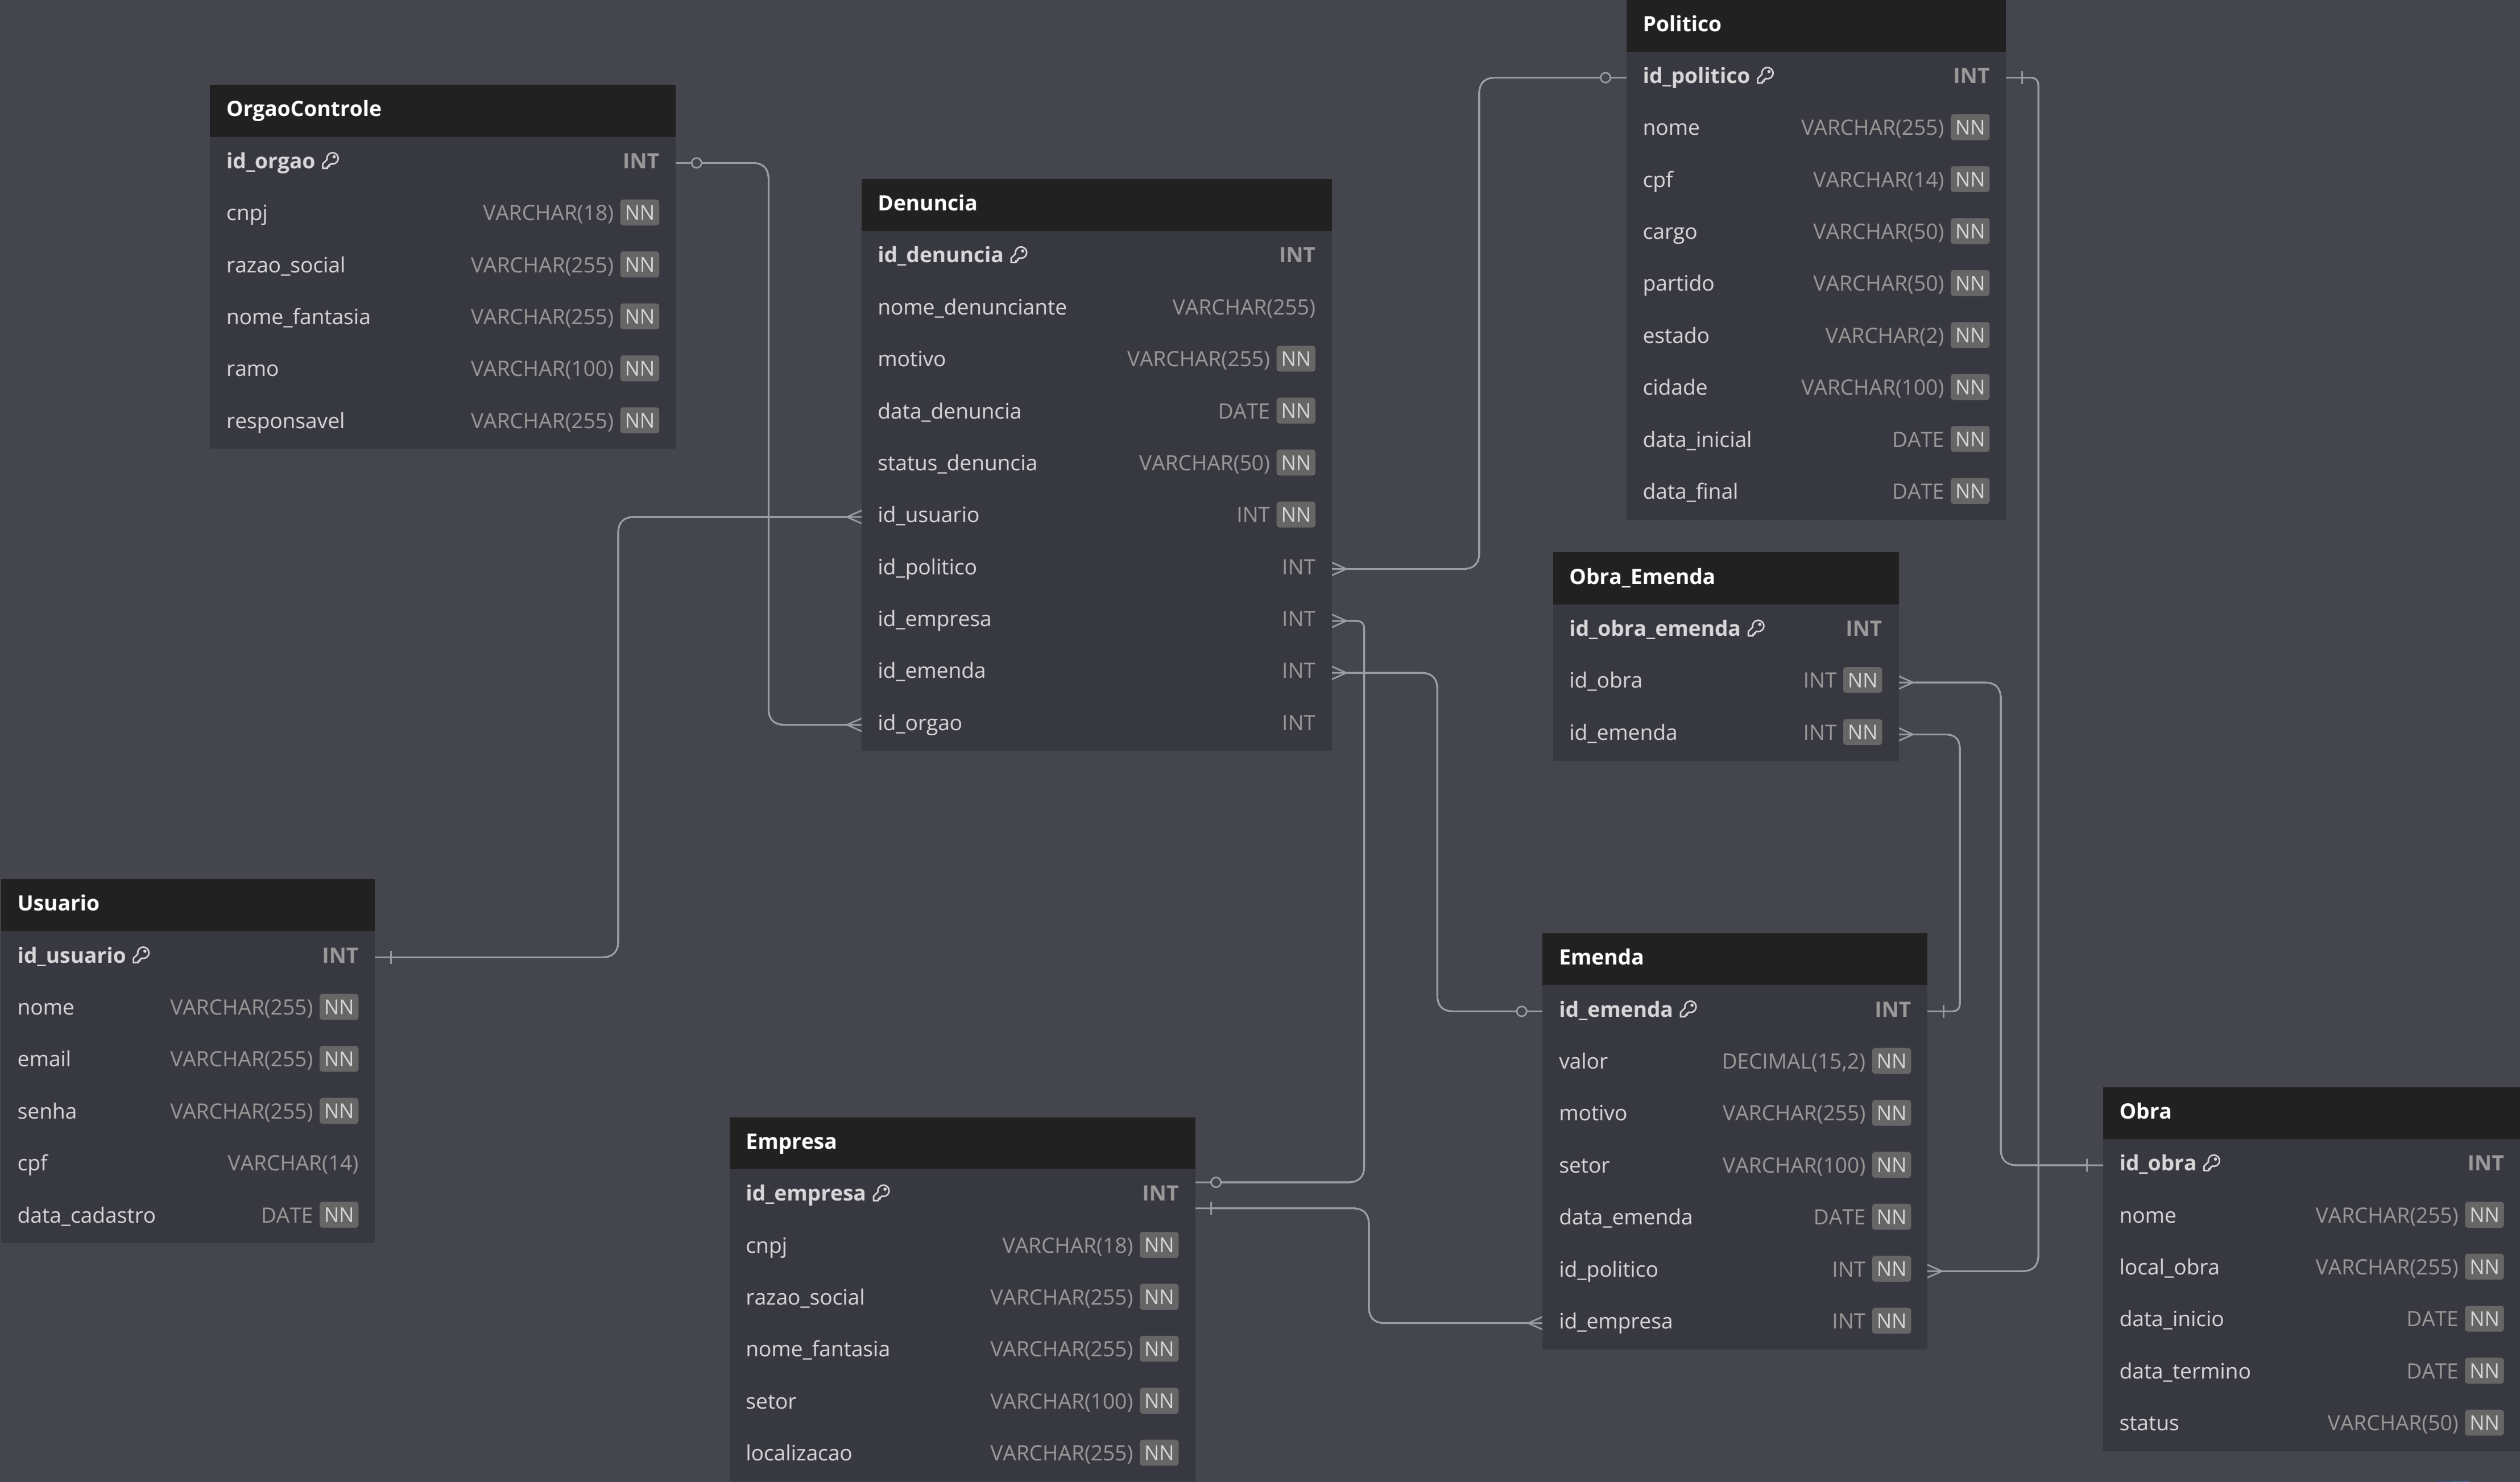 OrgaoControle
id_orgao INT
cnpj VARCHAR(18) NN
razao_social VARCHAR(255) NN
nome_fantasia VARCHAR(255) NN
ramo VARCHAR(100) NN
responsavel VARCHAR(255) NN
Denuncia
id_denuncia INT
nome_denunciante VARCHAR(255)
motivo VARCHAR(255) NN
data_denuncia DATE NN
status_denuncia VARCHAR(50) NN
id_usuario INT NN
id_politico INT
id_empresa INT
id_emenda INT
id_orgao INT
Politico
id_politico INT
nome VARCHAR(255) NN
cpf VARCHAR(14) NN
cargo VARCHAR(50) NN
partido VARCHAR(50) NN
estado VARCHAR(2) NN
cidade VARCHAR(100) NN
data_inicial DATE NN
data_final DATE NN
Obra_Emenda
id_obra_emenda INT
id_obra INT NN
id_emenda INT NN
Usuario
id_usuario INT
nome VARCHAR(255) NN
email VARCHAR(255) NN
senha VARCHAR(255) NN
cpf VARCHAR(14)
data_cadastro DATE NN
Empresa
id_empresa INT
cnpj VARCHAR(18) NN
razao_social VARCHAR(255) NN
nome_fantasia VARCHAR(255) NN
setor VARCHAR(100) NN
localizacao VARCHAR(255) NN
Emenda
id_emenda INT
valor DECIMAL(15,2) NN
motivo VARCHAR(255) NN
setor VARCHAR(100) NN
data_emenda DATE NN
id_politico INT NN
id_empresa INT NN
Obra
id_obra INT
nome VARCHAR(255) NN
local_obra VARCHAR(255) NN
data_inicio DATE NN
data_termino DATE NN
status VARCHAR(50) NN